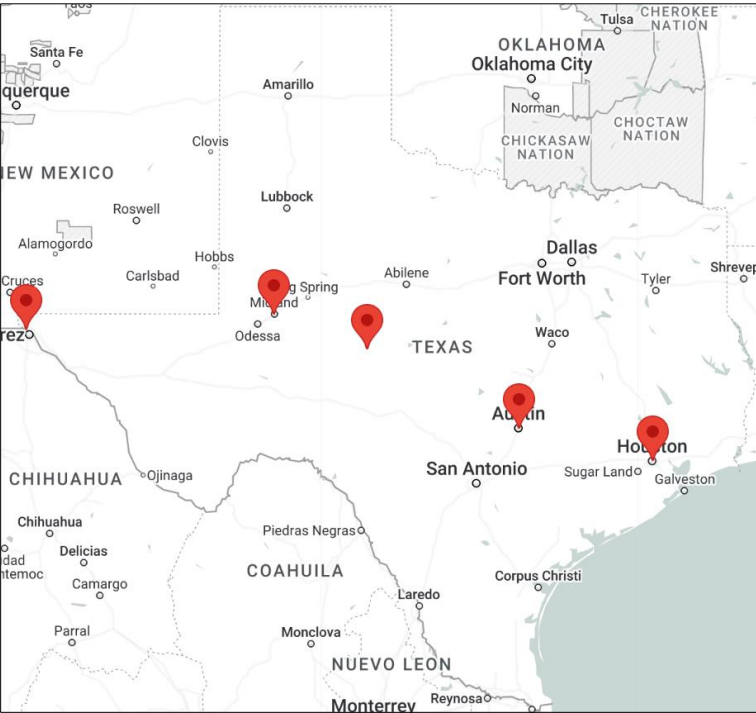 Taos
Tulsa
CHEROKEE
NATION
Santa Fe
OKLAHOMA
Oklahoma City
querque
Amarillo
Norman
CHICKASAW
NATION
CHOCTAW
NATION
Clovis
NEW MEXICO
Lubbock
Roswell
Alamogordo
Hobbs
Carlsbad
Cruces
g Spring
Midland
Odessa
Abilene
Dallas
Fort Worth
Tyler
Shrevep
rez
TEXAS
Waco
Austin
Houston
San Antonio
Sugar Land
Galveston
CHIHUAHUA
Ojinaga
Chihuahua
Piedras Negras
Delicias
udad
htemoc
Camargo
COAHUILA
Corpus Christi
Laredo
Parral
Monclova
NUEVO LEON
Monterrey
Reynosa